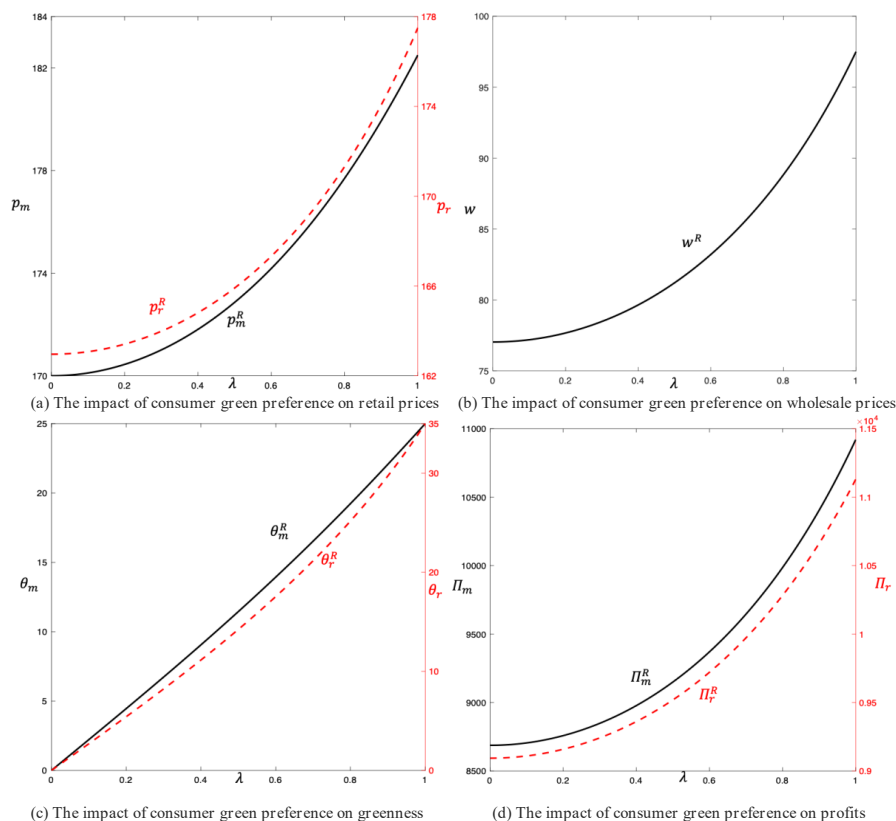 184
182
178
174
170
p_m
178
174
170
166
162
p_r
p_r^R
p_m^R
0 0.2 0.4 λ 0.6 0.8 1
(a) The impact of consumer green preference on retail prices
100
95
90
85
80
75
w
w^R
0 0.2 0.4 λ 0.6 0.8 1
(b) The impact of consumer green preference on wholesale prices
25
20
15
10
5
0
θ_m
35
30
20
10
0
θ_r
θ_m^R
θ_r^R
0 0.2 0.4 λ 0.6 0.8 1
(c) The impact of consumer green preference on greenness
11000
10500
10000
9500
9000
8500
Π_m
×10^4
1.15
1.1
1.05
1
0.95
0.9
Π_r
Π_m^R
Π_r^R
0 λ 0.2 0.4 0.6 0.8 1
(d) The impact of consumer green preference on profits